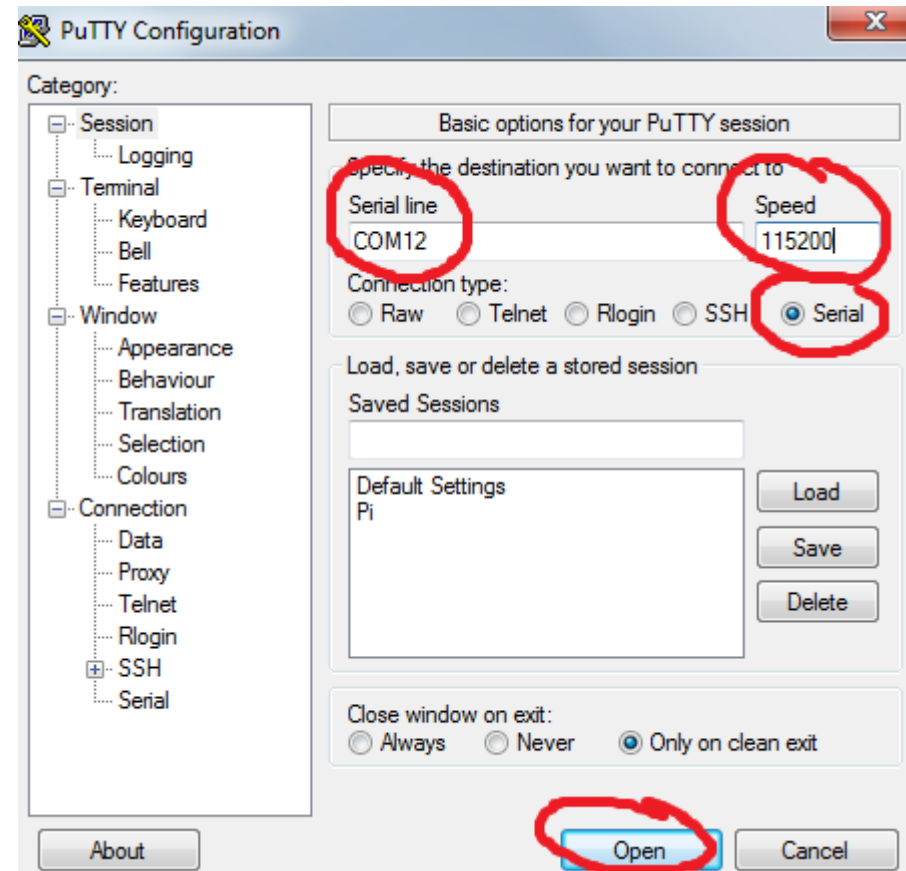 PuTTY Configuration
X
Category:
Session
Logging
Terminal
Keyboard
Bell
Features
Window
Appearance
Behaviour
Translation
Selection
Colours
Connection
Data
Proxy
Telnet
Rlogin
SSH
Serial
Basic options for your PuTTY session
Specify the destination you want to connect to
Serial line Speed
COM12 115200
Connection type:
Raw Telnet Rlogin SSH Serial
Load, save or delete a stored session
Saved Sessions
Default Settings
Pi
Load
Save
Delete
Close window on exit:
Always Never Only on clean exit
About Open Cancel